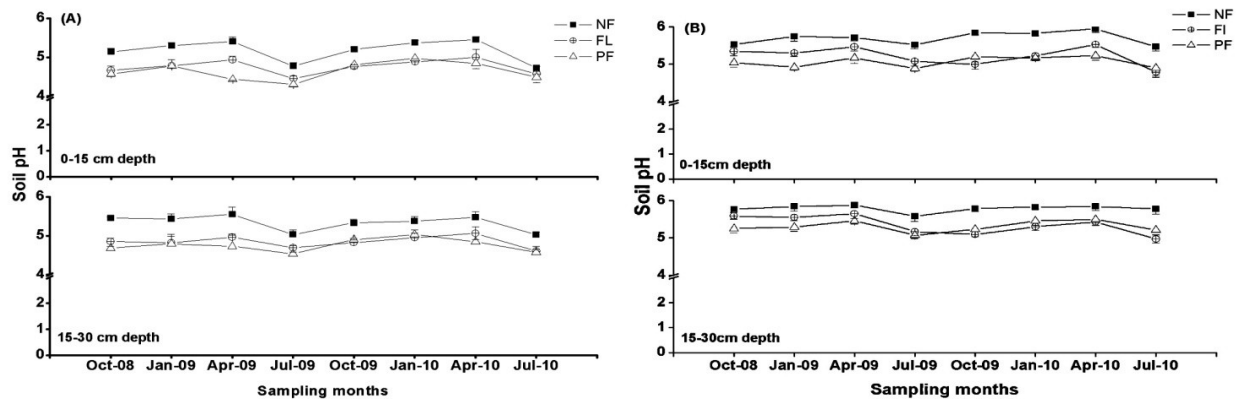 (A)
NF
FL
PF
6
5
4
2
1
0
0-15 cm depth
6
5
4
2
1
0
15-30 cm depth
Soil pH
Oct-08 Jan-09 Apr-09 Jul-09 Oct-09 Jan-10 Apr-10 Jul-10
Sampling months
(B)
NF
FI
PF
6
5
4
2
1
0
0-15cm depth
6
5
4
2
1
0
15-30cm depth
Soil pH
Oct-08 Jan-09 Apr-09 Jul-09 Oct-09 Jan-10 Apr-10 Jul-10
Sampling months